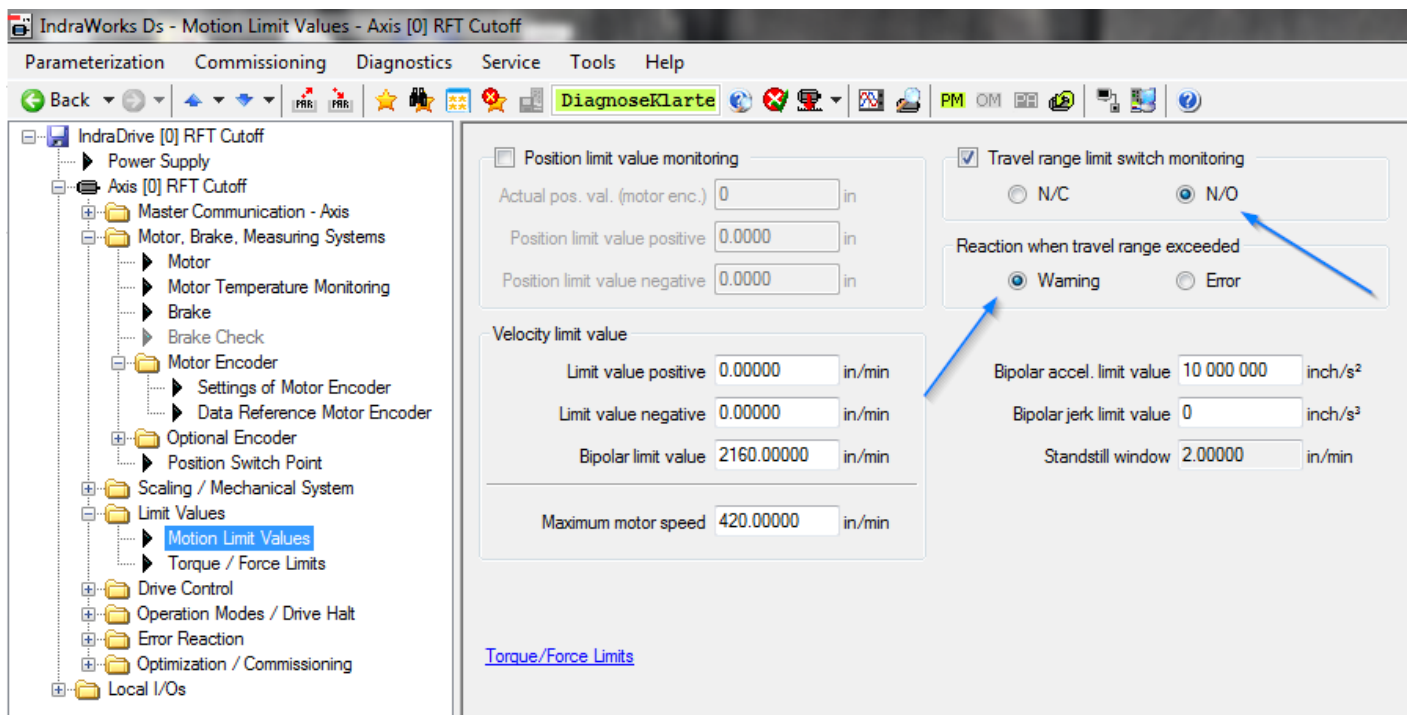 IndraWorks Ds - Motion Limit Values - Axis [0] RFT Cutoff
Parameterization Commissioning Diagnostics Service Tools Help
Back PAR PAR DiagnoseKlarte PM OM
IndraDrive [0] RFT Cutoff
Power Supply
Axis [0] RFT Cutoff
Master Communication - Axis
Motor, Brake, Measuring Systems
Motor
Motor Temperature Monitoring
Brake
Brake Check
Motor Encoder
Settings of Motor Encoder
Data Reference Motor Encoder
Optional Encoder
Position Switch Point
Scaling / Mechanical System
Limit Values
Motion Limit Values
Torque / Force Limits
Drive Control
Operation Modes / Drive Halt
Error Reaction
Optimization / Commissioning
Local I/Os
Position limit value monitoring
Actual pos. val. (motor enc.) 0 in
Position limit value positive 0.0000 in
Position limit value negative 0.0000 in
Travel range limit switch monitoring
N/C N/O
Reaction when travel range exceeded
Warning Error
Velocity limit value
Limit value positive 0.00000 in/min
Limit value negative 0.00000 in/min
Bipolar limit value 2160.00000 in/min
Maximum motor speed 420.00000 in/min
Bipolar accel. limit value 10 000 000 inch/s²
Bipolar jerk limit value 0 inch/s³
Standstill window 2.00000 in/min
Torque/Force Limits